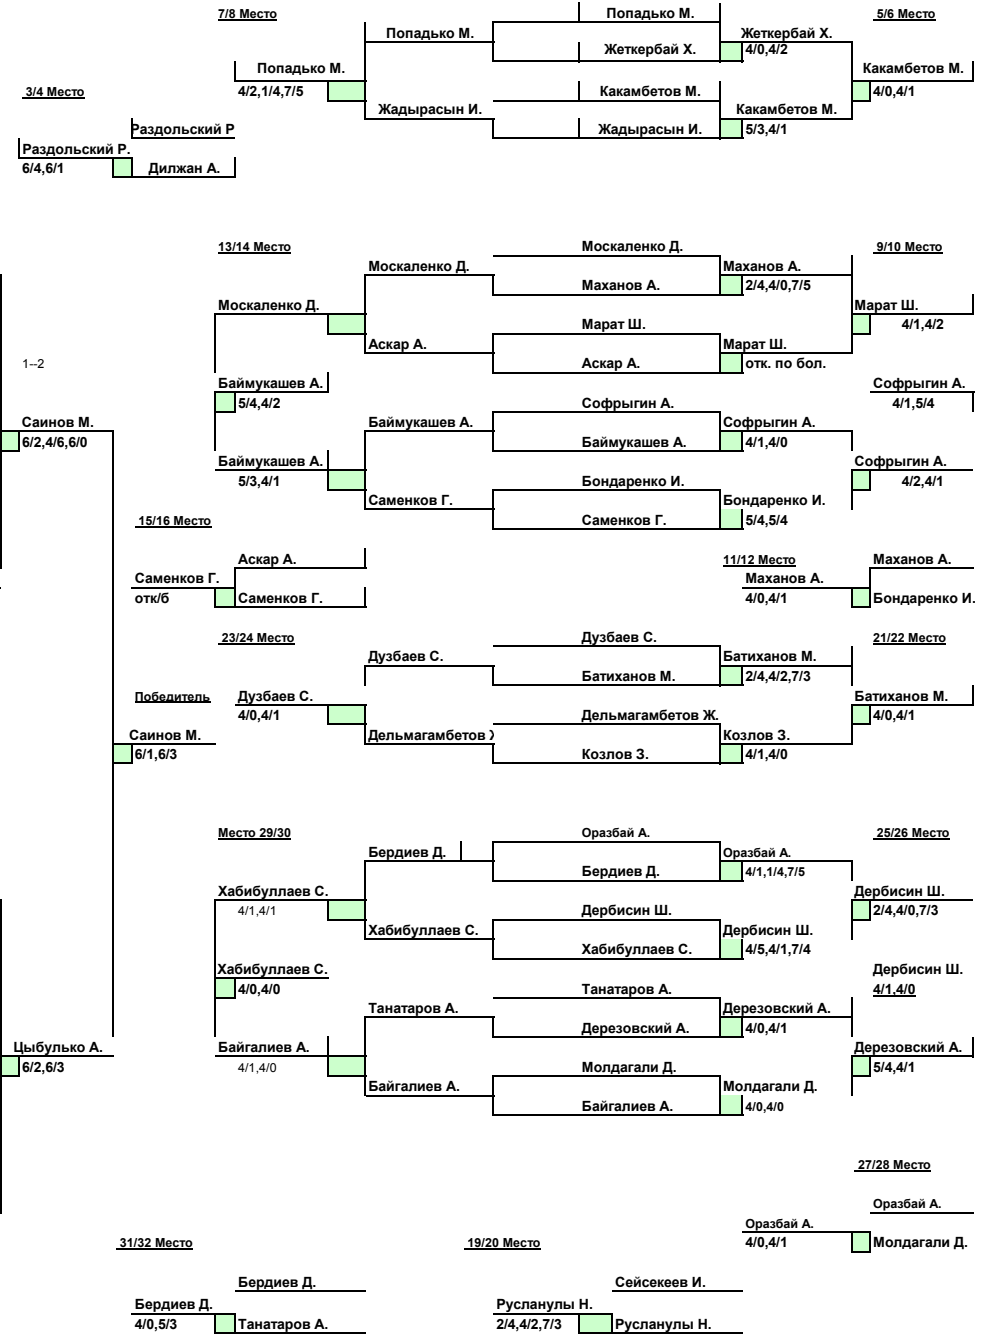 7/8 Место
Попадько М.
5/6 Место
Попадько М.
Жеткербай Х.
Жеткербай Х.
4/0,4/2
Попадько М.
Какамбетов М.
3/4 Место
4/2,1/4,7/5
Какамбетов М.
4/0,4/1
Жадырасын И.
Какамбетов М.
Раздольский Р
Жадырасын И.
5/3,4/1
Раздольский Р.
6/4,6/1
Дилжан А.
13/14 Место
Москаленко Д.
9/10 Место
Москаленко Д.
Маханов А.
Маханов А.
2/4,4/0,7/5
Москаленко Д.
Марат Ш.
Марат Ш.
4/1,4/2
Аскар А.
Марат Ш.
1--2
Аскар А.
отк. по бол.
Баймукашев А.
Софрыгин А.
5/4,4/2
Софрыгин А.
4/1,5/4
Саинов М.
Баймукашев А.
Софрыгин А.
6/2,4/6,6/0
Баймукашев А.
4/1,4/0
Баймукашев А.
Софрыгин А.
5/3,4/1
Бондаренко И.
4/2,4/1
Саменков Г.
Бондаренко И.
15/16 Место
Саменков Г.
5/4,5/4
Аскар А.
11/12 Место
Маханов А.
Саменков Г.
Маханов А.
отк/б
Саменков Г.
4/0,4/1
Бондаренко И.
23/24 Место
Дузбаев С.
21/22 Место
Дузбаев С.
Батиханов М.
Батиханов М.
2/4,4/2,7/3
Победитель
Дузбаев С.
Батиханов М.
4/0,4/1
Дельмагамбетов Ж.
4/0,4/1
Саинов М.
Дельмагамбетов
Козлов З.
6/1,6/3
Козлов З.
4/1,4/0
Место 29/30
Оразбай А.
25/26 Место
Бердиев Д.
Оразбай А.
Бердиев Д.
4/1,1/4,7/5
Хабибуллаев С.
Дербисин Ш.
4/1,4/1
Дербисин Ш.
2/4,4/0,7/3
Хабибуллаев С.
Дербисин Ш.
Хабибуллаев С.
4/5,4/1,7/4
Хабибуллаев С.
Дербисин Ш.
4/0,4/0
Танатаров А.
4/1,4/0
Танатаров А.
Дерезовский А.
Дерезовский А.
4/0,4/1
Цыбулько А.
Байгалиев А.
Дерезовский А.
6/2,6/3
4/1,4/0
Молдагали Д.
5/4,4/1
Байгалиев А.
Молдагали Д.
Байгалиев А.
4/0,4/0
27/28 Место
Оразбай А.
Оразбай А.
31/32 Место
19/20 Место
4/0,4/1
Молдагали Д.
Бердиев Д.
Сейсекеев И.
Бердиев Д.
Русланулы Н.
4/0,5/3
Танатаров А.
2/4,4/2,7/3
Русланулы Н.